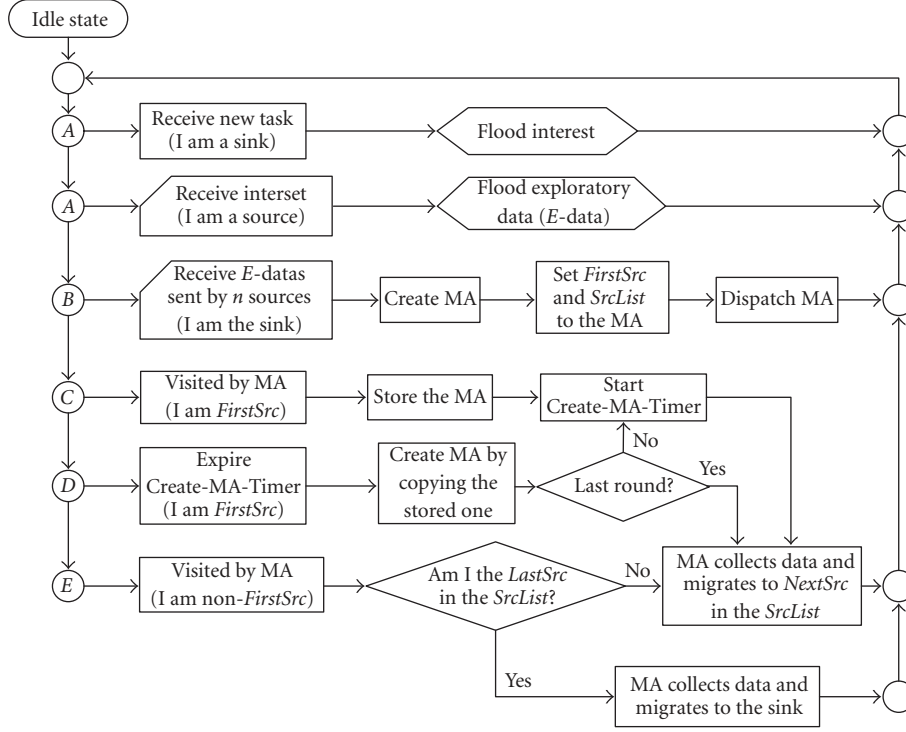 Idle state
A
Receive new task
(I am a sink)
Flood interest
A
Receive interset
(I am a source)
Flood exploratory
data (E-data)
B
Receive E-datas
sent by n sources
(I am the sink)
Create MA
Set FirstSrc
and SrcList
to the MA
Dispatch MA
C
Visited by MA
(I am FirstSrc)
Store the MA
Start
Create-MA-Timer
No
D
Expire
Create-MA-Timer
(I am FirstSrc)
Create MA by
copying the
stored one
Last round?
Yes
E
Visited by MA
(I am non-FirstSrc)
Am I the LastSrc
in the SrcList?
No
MA collects data and
migrates to NextSrc
in the SrcList
Yes
MA collects data and
migrates to the sink